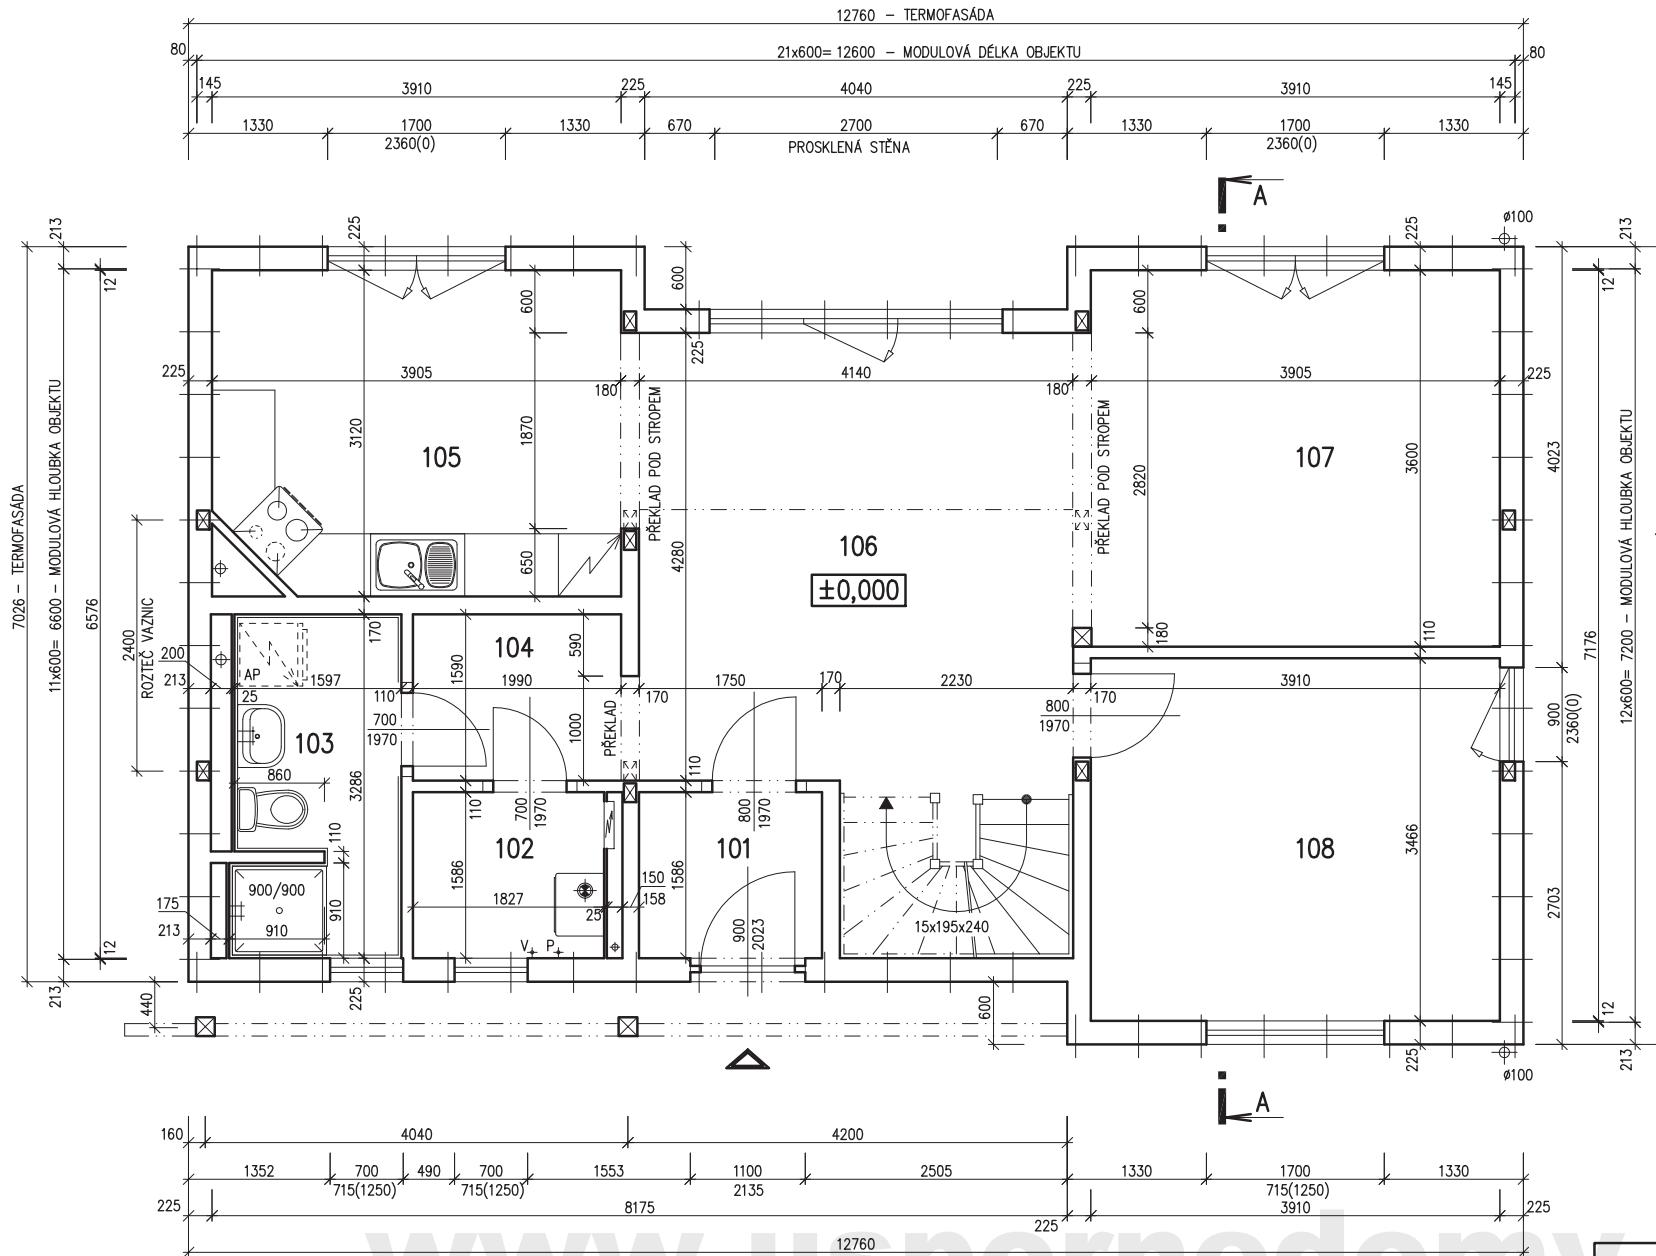 12760 – TERMOFASÁDA
80 21x600= 12600 – MODULOVÁ DÉLKA OBJEKTU 80
145 3910 225 4040 225 3910 145
1330 1700 1330 670 2700 670 1330 1700 1330
2360(0) PROSKLENÁ STĚNA 2360(0)
A
ø100
213 225 225 213
12 600 600 12
225
225 3905 180 4140 180 3905 225
7026 – TERMOFASÁDA
11x600= 6600 – MODULOVÁ HLOUBKA OBJEKTU
6576
2400
ROZTEČ VAZNIC
3120
105
1870
650
PŘEKLAD POD STROPEM
4280
106
±0,000
2820
PŘEKLAD POD STROPEM
107
3600
4023
7176
12x600= 7200 – MODULOVÁ HLOUBKA OBJEKTU
600
170 1590 104 590 180 110
200
AP
213 25 1597 110 1990 170 1750 170 2230 170 3910
700
1970
800
1970
900
2360(0)
103
1000
PŘEKLAD
860
3286
110
110
700
1970
110
800
1970
102
101
108
3466
1586
1586
150
158
900/900
910
175
213 910
1827 25
900
2023
15x195x240
2703
V P
12
213
440
225
600
12
225
213
ø100
A
160 4040 4200
1352 700 490 700 1553 1100 2505 1330 1700 1330
715(1250) 715(1250) 2135 715(1250)
225 8175 225 3910 225
12760
www.uspornedomy